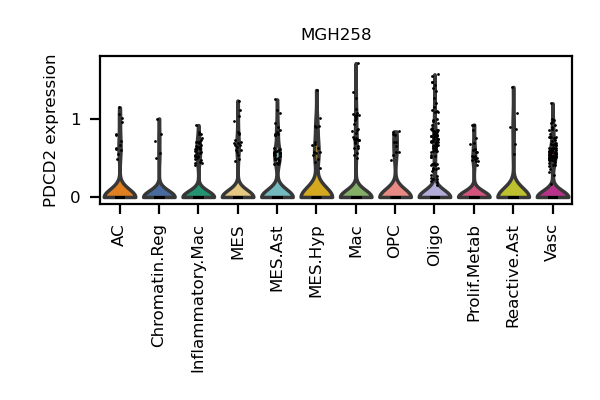 MGH258
PDCD2 expression
1
0
AC
Chromatin.Reg
Inflammatory.Mac
MES
MES.Ast
MES.Hyp
Mac
OPC
Oligo
Prolif.Metab
Reactive.Ast
Vasc